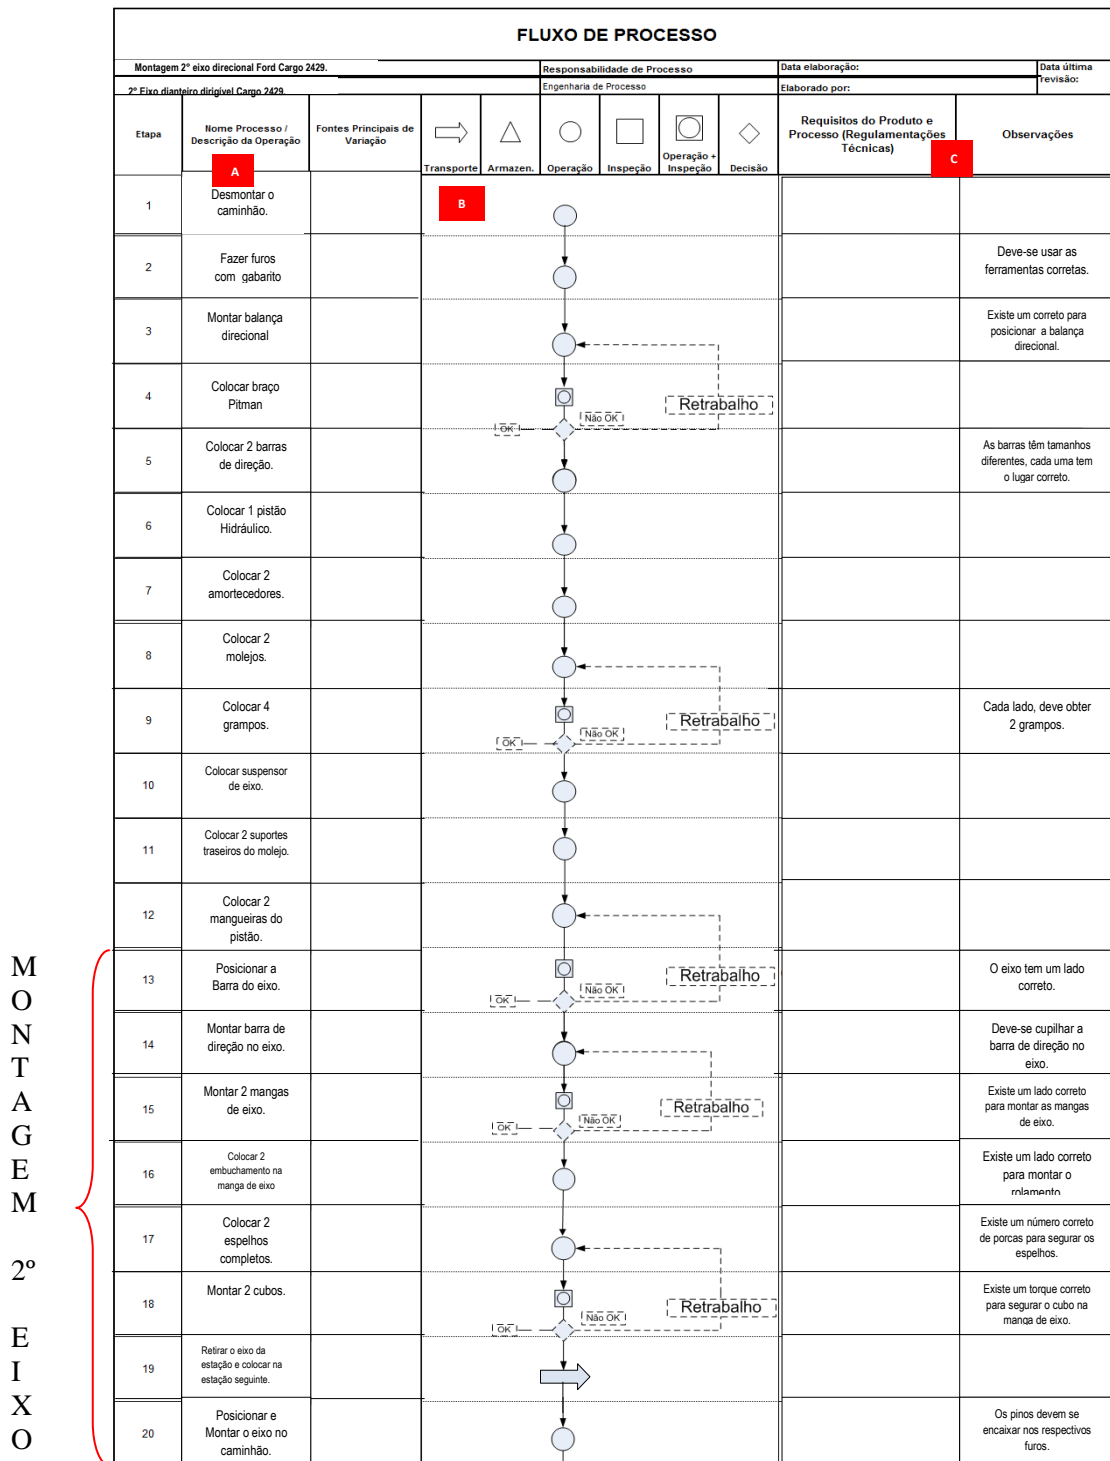 FLUXO DE PROCESSO
Montagem 2º eixo direcional Ford Cargo 2429.
Responsabilidade de Processo
Data elaboração:
Data última
revisão:
2º Eixo dianteiro dirigível Cargo 2429.
Engenharia de Processo
Elaborado por:
Etapa
Nome Processo /
Descrição da Operação
Fontes Principais de
Variação
Transporte
Armazen.
Operação
Inspeção
Operação +
Inspeção
Decisão
Requisitos do Produto e
Processo (Regulamentações
Técnicas)
Observações
A
B
C
1
Desmontar o
caminhão.
2
Fazer furos
com gabarito
Deve-se usar as
ferramentas corretas.
3
Montar balança
direcional
Existe um correto para
posicionar a balança
direcional.
4
Colocar braço
Pitman
Retrabalho
Não OK
OK
5
Colocar 2 barras
de direção.
As barras têm tamanhos
diferentes, cada uma tem
o lugar correto.
6
Colocar 1 pistão
Hidráulico.
7
Colocar 2
amortecedores.
8
Colocar 2
molejos.
9
Colocar 4
grampos.
Retrabalho
Não OK
OK
Cada lado, deve obter
2 grampos.
10
Colocar suspensor
de eixo.
11
Colocar 2 suportes
traseiros do molejo.
12
Colocar 2
mangueiras do
pistão.
MONTAGEM 2º EIXO
13
Posicionar a
Barra do eixo.
Retrabalho
Não OK
OK
O eixo tem um lado
correto.
14
Montar barra de
direção no eixo.
Deve-se cupilhar a
barra de direção no
eixo.
15
Montar 2 mangas
de eixo.
Retrabalho
Não OK
OK
Existe um lado correto
para montar as mangas
de eixo.
16
Colocar 2
embuchamento na
manga de eixo
Existe um lado correto
para montar o
rolamento
17
Colocar 2
espelhos
completos.
Existe um número correto
de porcas para segurar os
espelhos.
18
Montar 2 cubos.
Retrabalho
Não OK
OK
Existe um torque correto
para segurar o cubo na
manga de eixo.
19
Retirar o eixo da
estação e colocar na
estação seguinte.
20
Posicionar e
Montar o eixo no
caminhão.
Os pinos devem se
encaixar nos respectivos
furos.